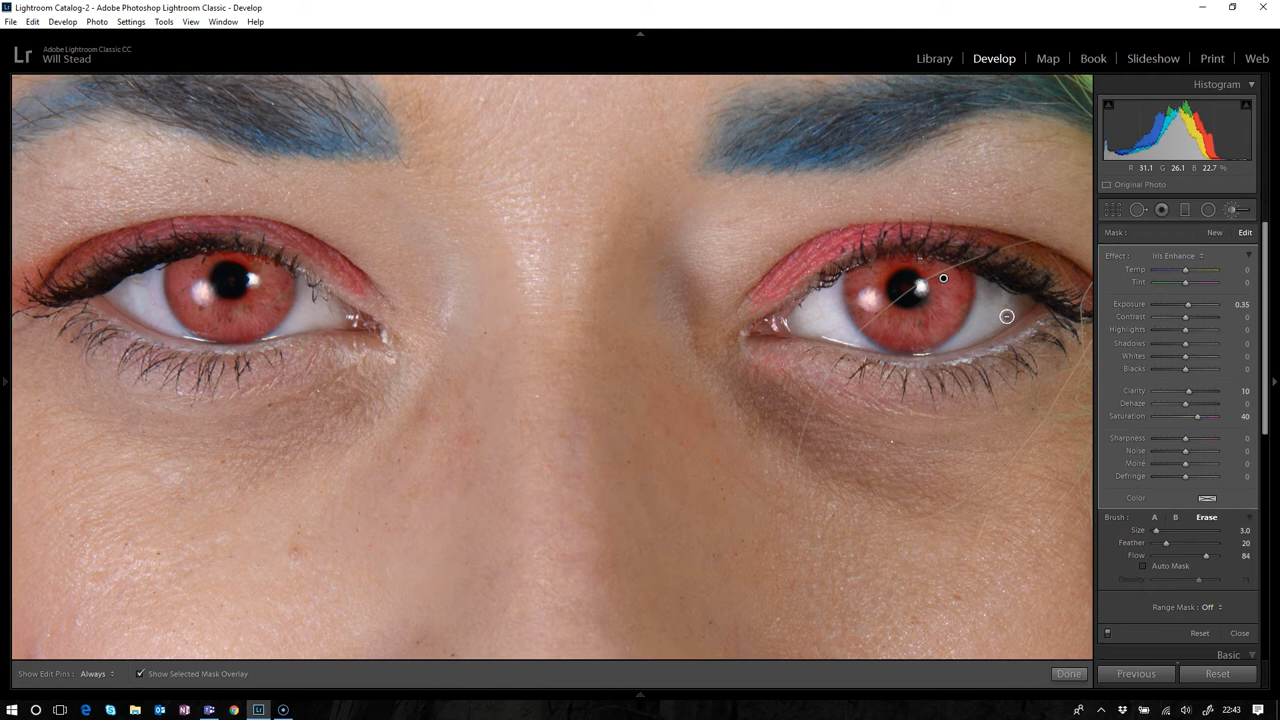 Lightroom Catalog-2 - Adobe Photoshop Lightroom Classic - Develop
File Edit Develop Photo Settings Tools View Window Help
Lr
Adobe Lightroom Classic CC
Will Stead
Library Develop Map Book Slideshow Print Web
Histogram
R 31.1 G 26.1 B 22.7 %
Original Photo
Mask : New Edit
Effect : Iris Enhance
Temp 0
Tint 0
Exposure 0.35
Contrast 0
Highlights 0
Shadows 0
Whites 0
Blacks 0
Clarity 10
Dehaze 0
Saturation 40
Sharpness 0
Noise 0
Moiré 0
Defringe 0
Color
Brush : A B Erase
Size 3.0
Feather 20
Flow 84
Auto Mask
Density
Range Mask : Off
Reset Close
Basic
Show Edit Pins : Always Show Selected Mask Overlay Done
Previous Reset
22:43